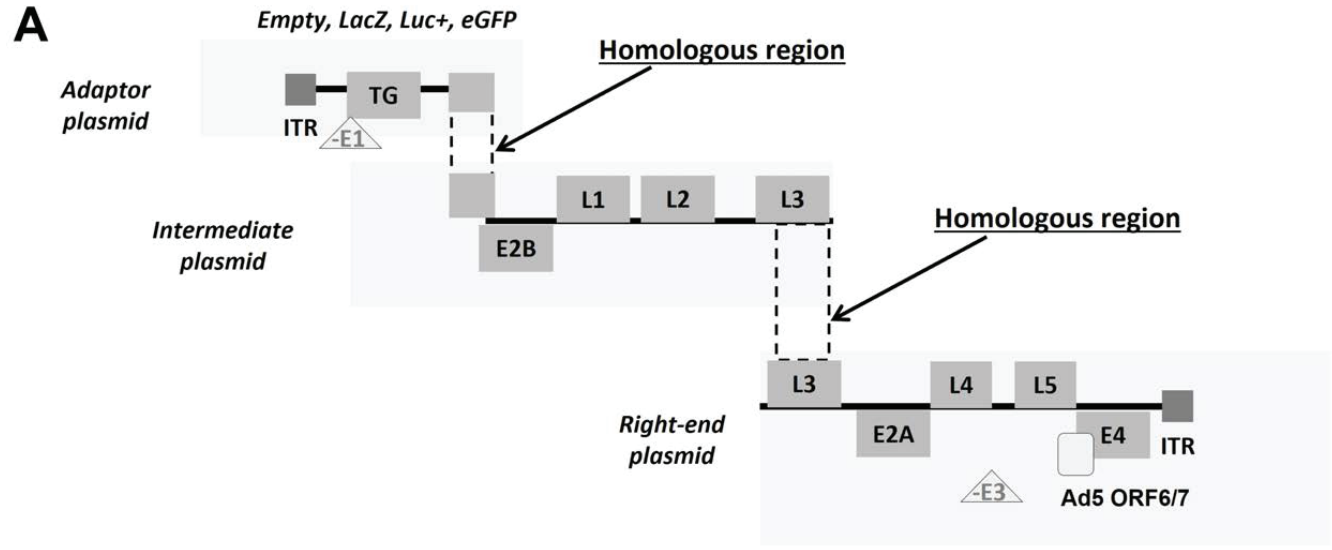 A
Empty, LacZ, Luc+, eGFP
Homologous region
Adaptor
plasmid
TG
ITR
-E1
Intermediate
plasmid
L1
L2
L3
E2B
Homologous region
Right-end
plasmid
L3
L4
L5
E2A
E4
ITR
-E3
Ad5 ORF6/7